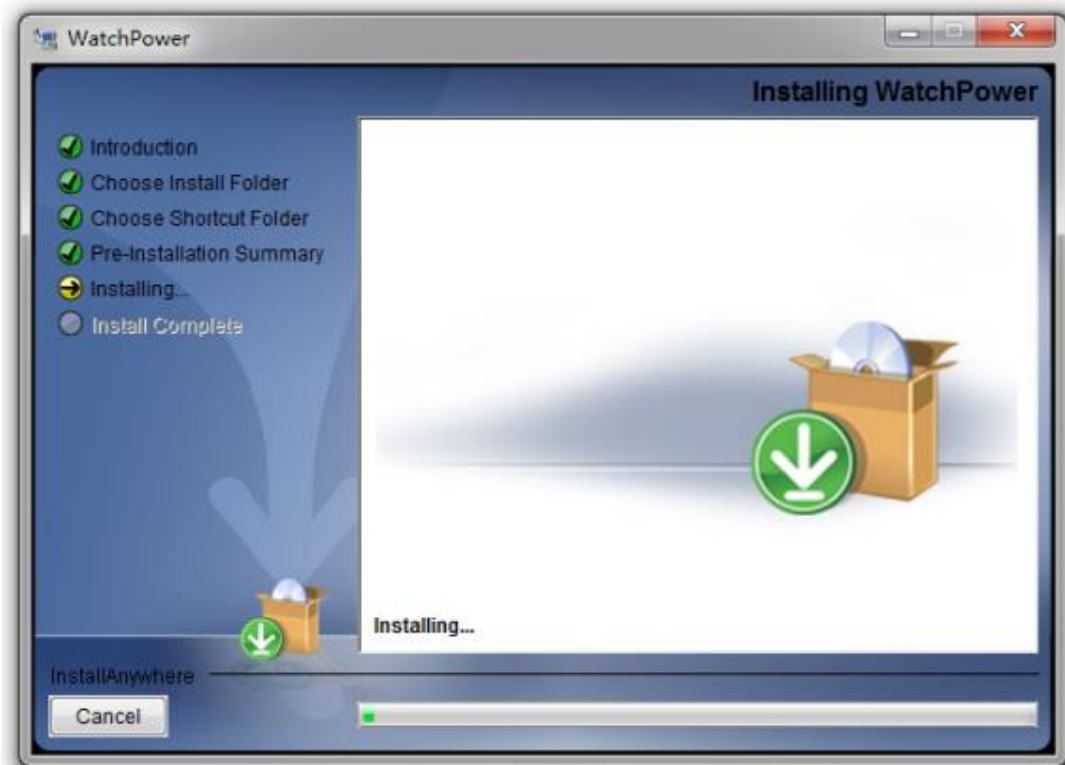 WatchPower
Installing WatchPower
Introduction
Choose Install Folder
Choose Shortcut Folder
Pre-Installation Summary
Installing...
Install Complete
Installing...
InstallAnywhere
Cancel